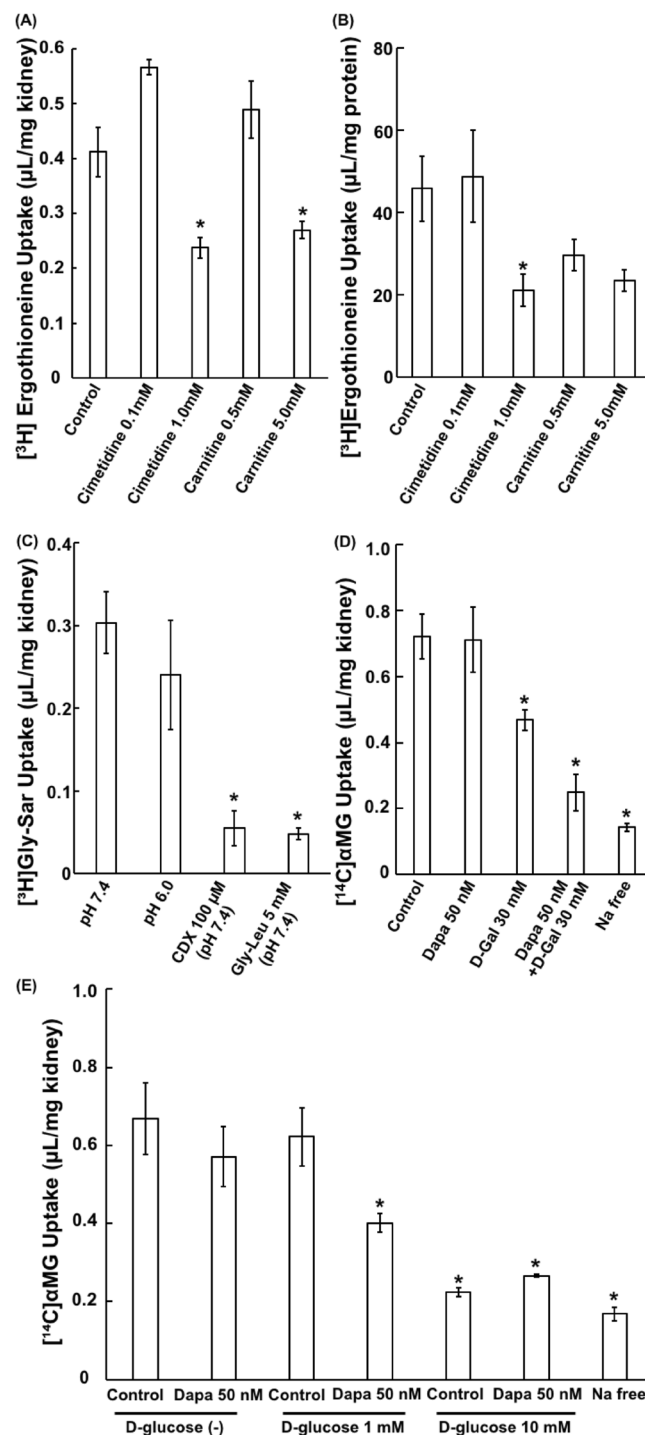 (A)
[³H] Ergothioneine Uptake (µL/mg kidney)
0.6
0.5
0.4
0.3
0.2
0.1
0
*
*
Control
Cimetidine 0.1mM
Cimetidine 1.0mM
Carnitine 0.5mM
Carnitine 5.0mM
(B)
[³H]Ergothioneine Uptake (µL/mg protein)
80
60
40
20
0
*
Control
Cimetidine 0.1mM
Cimetidine 1.0mM
Carnitine 0.5mM
Carnitine 5.0mM
(C)
[³H]Gly-Sar Uptake (µL/mg kidney)
0.4
0.3
0.2
0.1
0
*
*
pH 7.4
pH 6.0
CDX 100 µM
(pH 7.4)
Gly-Leu 5 mM
(pH 7.4)
(D)
[¹⁴C]αMG Uptake (µL/mg kidney)
1.0
0.8
0.6
0.4
0.2
0
*
*
*
Control
Dapa 50 nM
D-Gal 30 mM
Dapa 50 nM
+D-Gal 30 mM
Na free
(E)
[¹⁴C]αMG Uptake (µL/mg kidney)
1.0
0.8
0.6
0.4
0.2
0
*
*
*
*
Control Dapa 50 nM Control Dapa 50 nM Control Dapa 50 nM Na free
D-glucose (-) D-glucose 1 mM D-glucose 10 mM